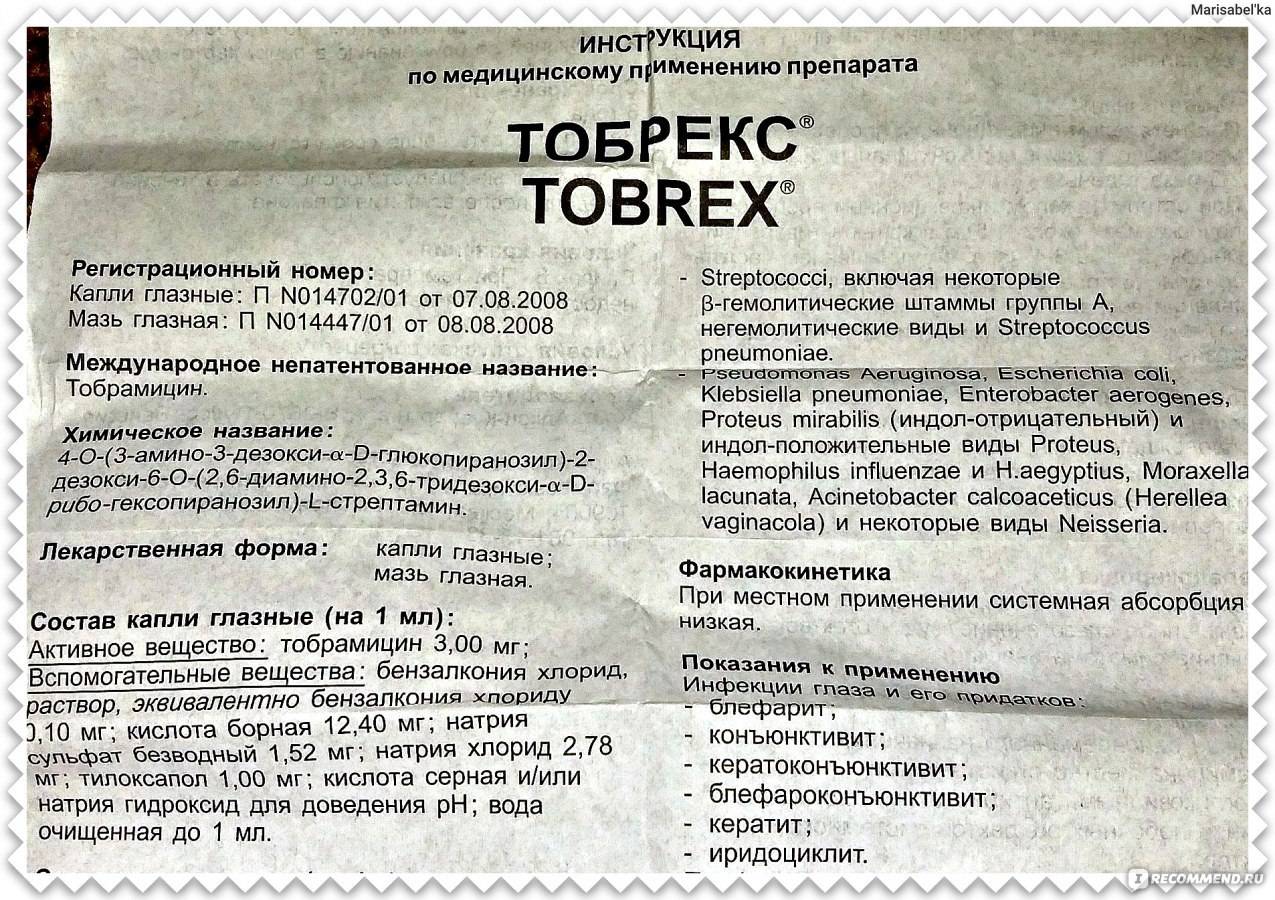 Marisabel'ka
ИНСТРУКЦИЯ
по медицинскому применению препарата
ТОБРЕКС®
TOBREX®
Регистрационный номер:
Капли глазные: П N014702/01 от 07.08.2008
Мазь глазная: П N014447/01 от 08.08.2008
Международное непатентованное название:
Тобрамицин.
Химическое название:
4-О-(3-амино-3-дезокси-α-D-глюкопиранозил)-2-
дезокси-6-О-(2,6-диамино-2,3,6-тридезокси-α-D-
рибо-гексопиранозил)-L-стрептамин.
Лекарственная форма: капли глазные;
мазь глазная.
Состав капли глазные (на 1 мл):
Активное вещество: тобрамицин 3,00 мг;
Вспомогательные вещества: бензалкония хлорид,
раствор, эквивалентно бензалкония хлориду
0,10 мг; кислота борная 12,40 мг; натрия
сульфат безводный 1,52 мг; натрия хлорид 2,78
мг; тилоксапол 1,00 мг; кислота серная и/или
натрия гидроксид для доведения pH; вода
очищенная до 1 мл.
- Streptococci, включая некоторые
β-гемолитические штаммы группы А,
негемолитические виды и Streptococcus
pneumoniae.
- Pseudomonas Aeruginosa, Escherichia coli,
Klebsiella pneumoniae, Enterobacter aerogenes,
Proteus mirabilis (индол-отрицательный) и
индол-положительные виды Proteus,
Haemophilus influenzae и H.aegyptius, Moraxella
lacunata, Acinetobacter calcoaceticus (Herellea
vaginacola) и некоторые виды Neisseria.
Фармакокинетика
При местном применении системная абсорбция
низкая.
Показания к применению
Инфекции глаза и его придатков:
- блефарит;
- конъюнктивит;
- кератоконъюнктивит;
- блефароконъюнктивит;
- кератит;
- иридоциклит.
IRECOMMEND.RU